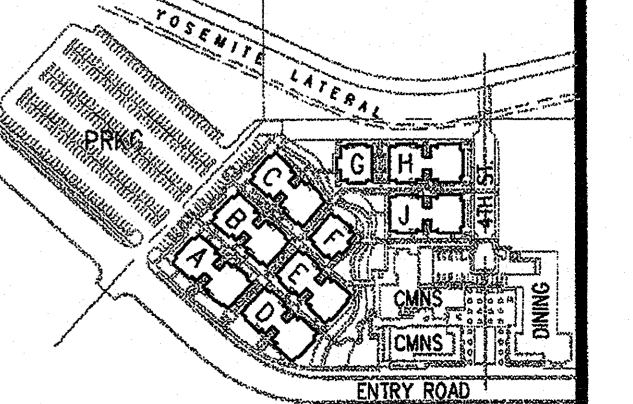 YOSEMITE LATERAL
PRKG
C
G
H
4TH ST
B
J
F
A
E
D
CMNS
DINING
CMNS
ENTRY ROAD